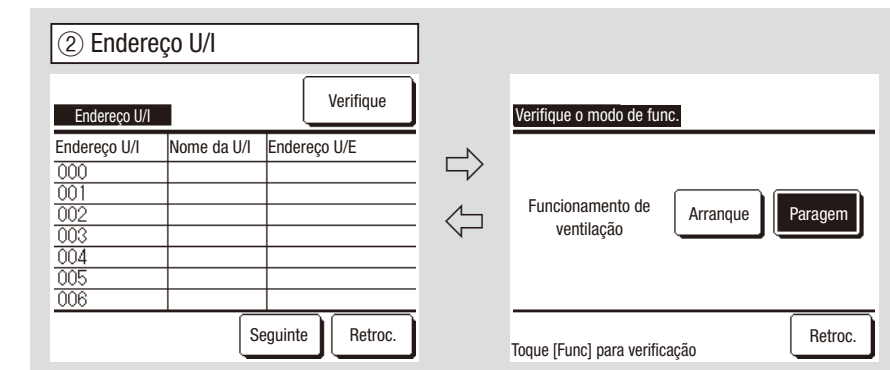 ② Endereço U/I
Verifique
Endereço U/I
Endereço U/I Nome da U/I Endereço U/E
000
001
002
003
004
005
006
Seguinte Retroc.
Verifique o modo de func.
Funcionamento de
ventilação
Arranque Paragem
Toque [Func] para verificação
Retroc.